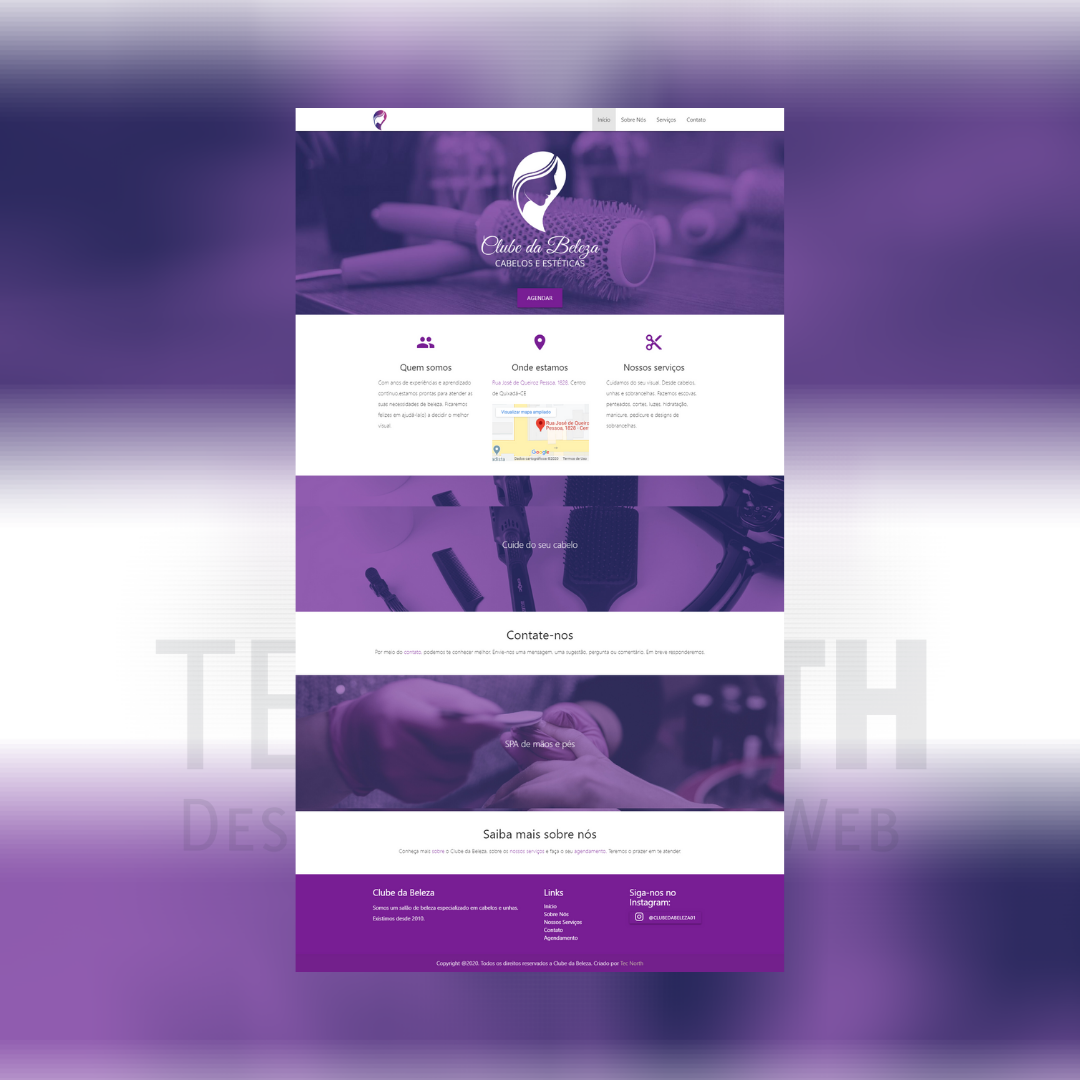 Início Sobre Nós Serviços Contato
Clube da Beleza
CABELOS E ESTÉTICAS
AGENDAR
Quem somos
Com anos de experiências e aprendizado
contínuo,estamos prontas para atender as
suas necessidades de beleza. Ficaremos
felizes em ajudá-la(o) a decidir o melhor
visual.
Onde estamos
Rua José de Queiroz Pessoa, 1828, Centro
de Quixadá-CE
Visualizar mapa ampliado
Rua José de Queiro
Pessoa, 1828 - Cen
Google
Dados cartográficos ©2020 Termos de Uso
Nossos serviços
Cuidamos do seu visual. Desde cabelos,
unhas e sobrancelhas. Fazemos escovas,
penteados, cortes, luzes, hidratação,
manicure, pedicure e designs de
sobrancelhas.
Cuide do seu cabelo
Contate-nos
Por meio do contato, podemos te conhecer melhor. Envie-nos uma mensagem, uma sugestão, pergunta ou comentário. Em breve responderemos.
SPA de mãos e pés
Saiba mais sobre nós
Conheça mais sobre o Clube da Beleza, sobre os nossos serviços e faça o seu agendamento. Teremos o prazer em te atender.
TE TH
DES WEB
Clube da Beleza
Somos um salão de beleza especializado em cabelos e unhas.
Existimos desde 2010.
Links
Início
Sobre Nós
Nossos Serviços
Contato
Agendamento
Siga-nos no
Instagram:
@CLUBEDABELEZA01
Copyright @2020, Todos os direitos reservados a Clube da Beleza. Criado por Tec North